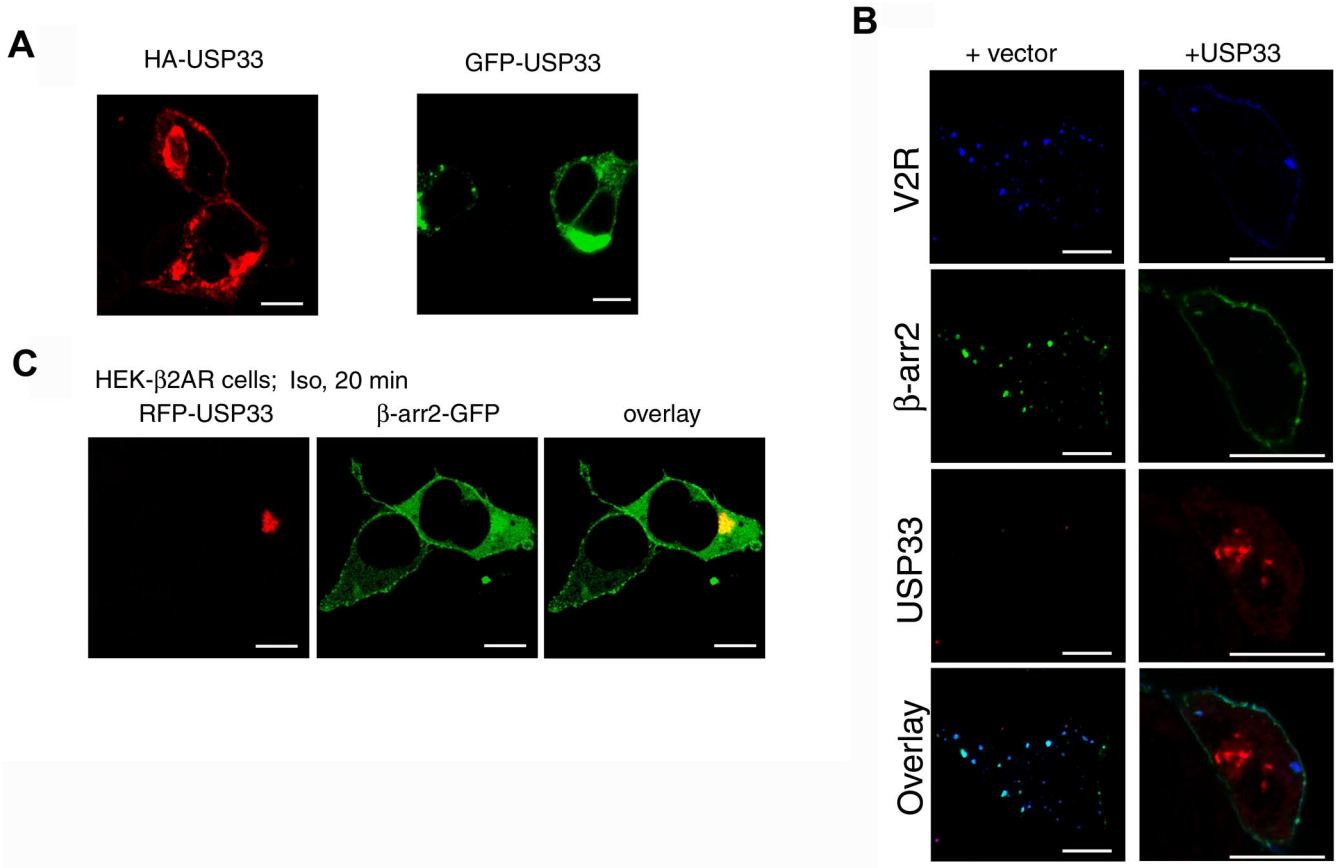 A
HA-USP33
GFP-USP33
B
+ vector
+USP33
V2R
β-arr2
USP33
Overlay
C
HEK-β2AR cells; Iso, 20 min
RFP-USP33
β-arr2-GFP
overlay